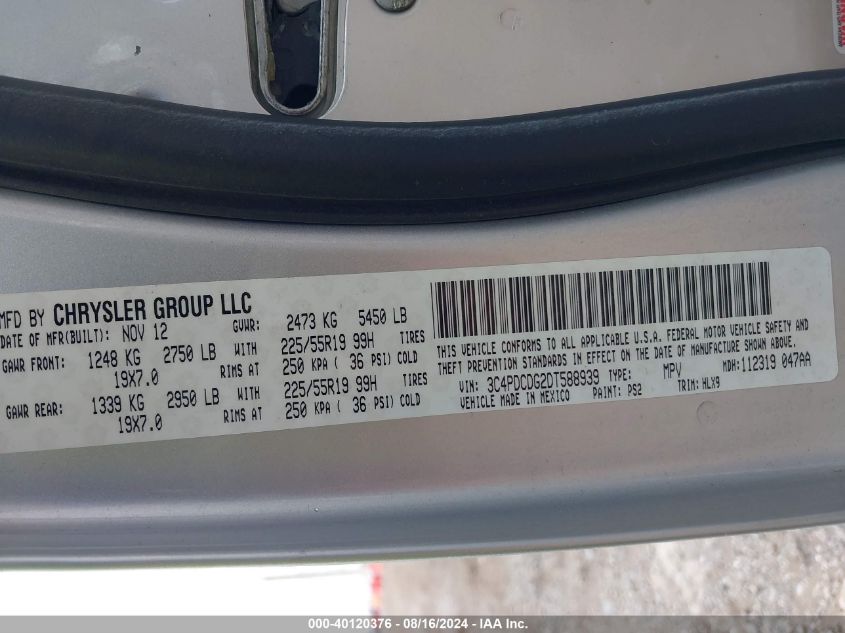 MFD BY CHRYSLER GROUP LLC
DATE OF MFR(BUILT): NOV 12 GVWR: 2473 KG 5450 LB
GAWR FRONT: 1248 KG 2750 LB WITH 225/55R19 99H TIRES
19X7.0 RIMS AT 250 KPA ( 36 PSI) COLD
GAWR REAR: 1339 KG 2950 LB WITH 225/55R19 99H TIRES
19X7.0 RIMS AT 250 KPA ( 36 PSI) COLD
THIS VEHICLE CONFORMS TO ALL APPLICABLE U.S.A. FEDERAL MOTOR VEHICLE SAFETY AND
THEFT PREVENTION STANDARDS IN EFFECT ON THE DATE OF MANUFACTURE SHOWN ABOVE.
VIN: 3C4PDCDG2DT588939 TYPE: MPV MDH: 112319 047AA
VEHICLE MADE IN MEXICO PAINT: PS2 TRIM: HLX9
000-40120376 - 08/16/2024 - Copyright © 2024 IAA, Inc.